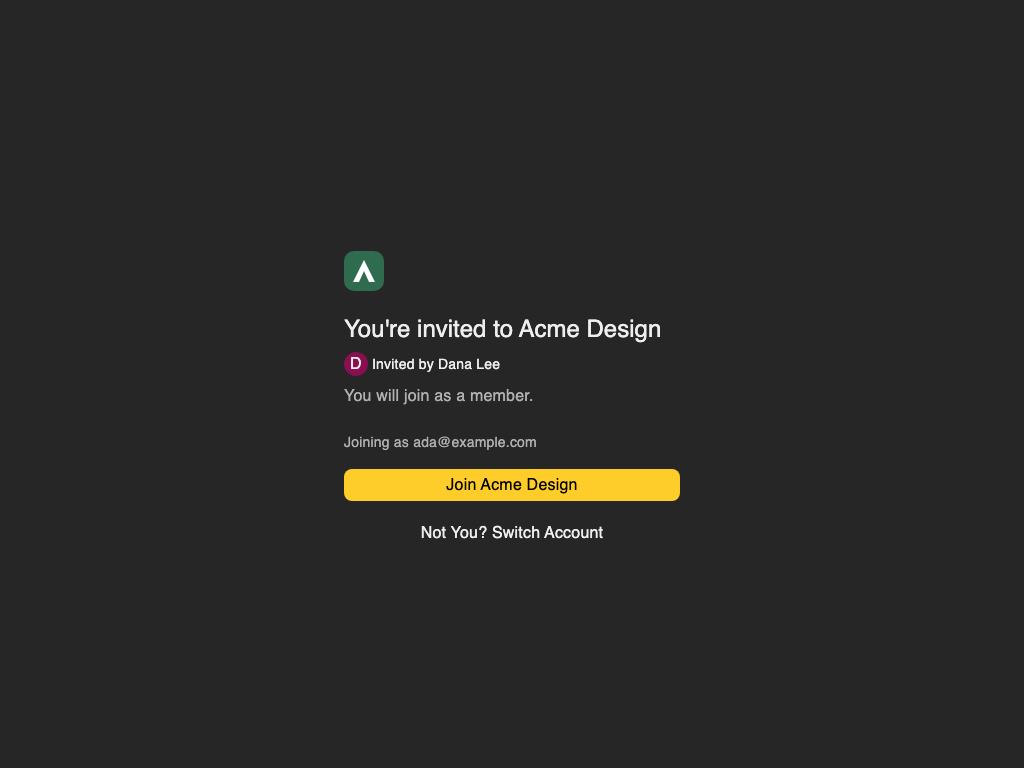 You're invited to Acme Design
D Invited by Dana Lee
You will join as a member.
Joining as ada@example.com
Join Acme Design
Not You? Switch Account